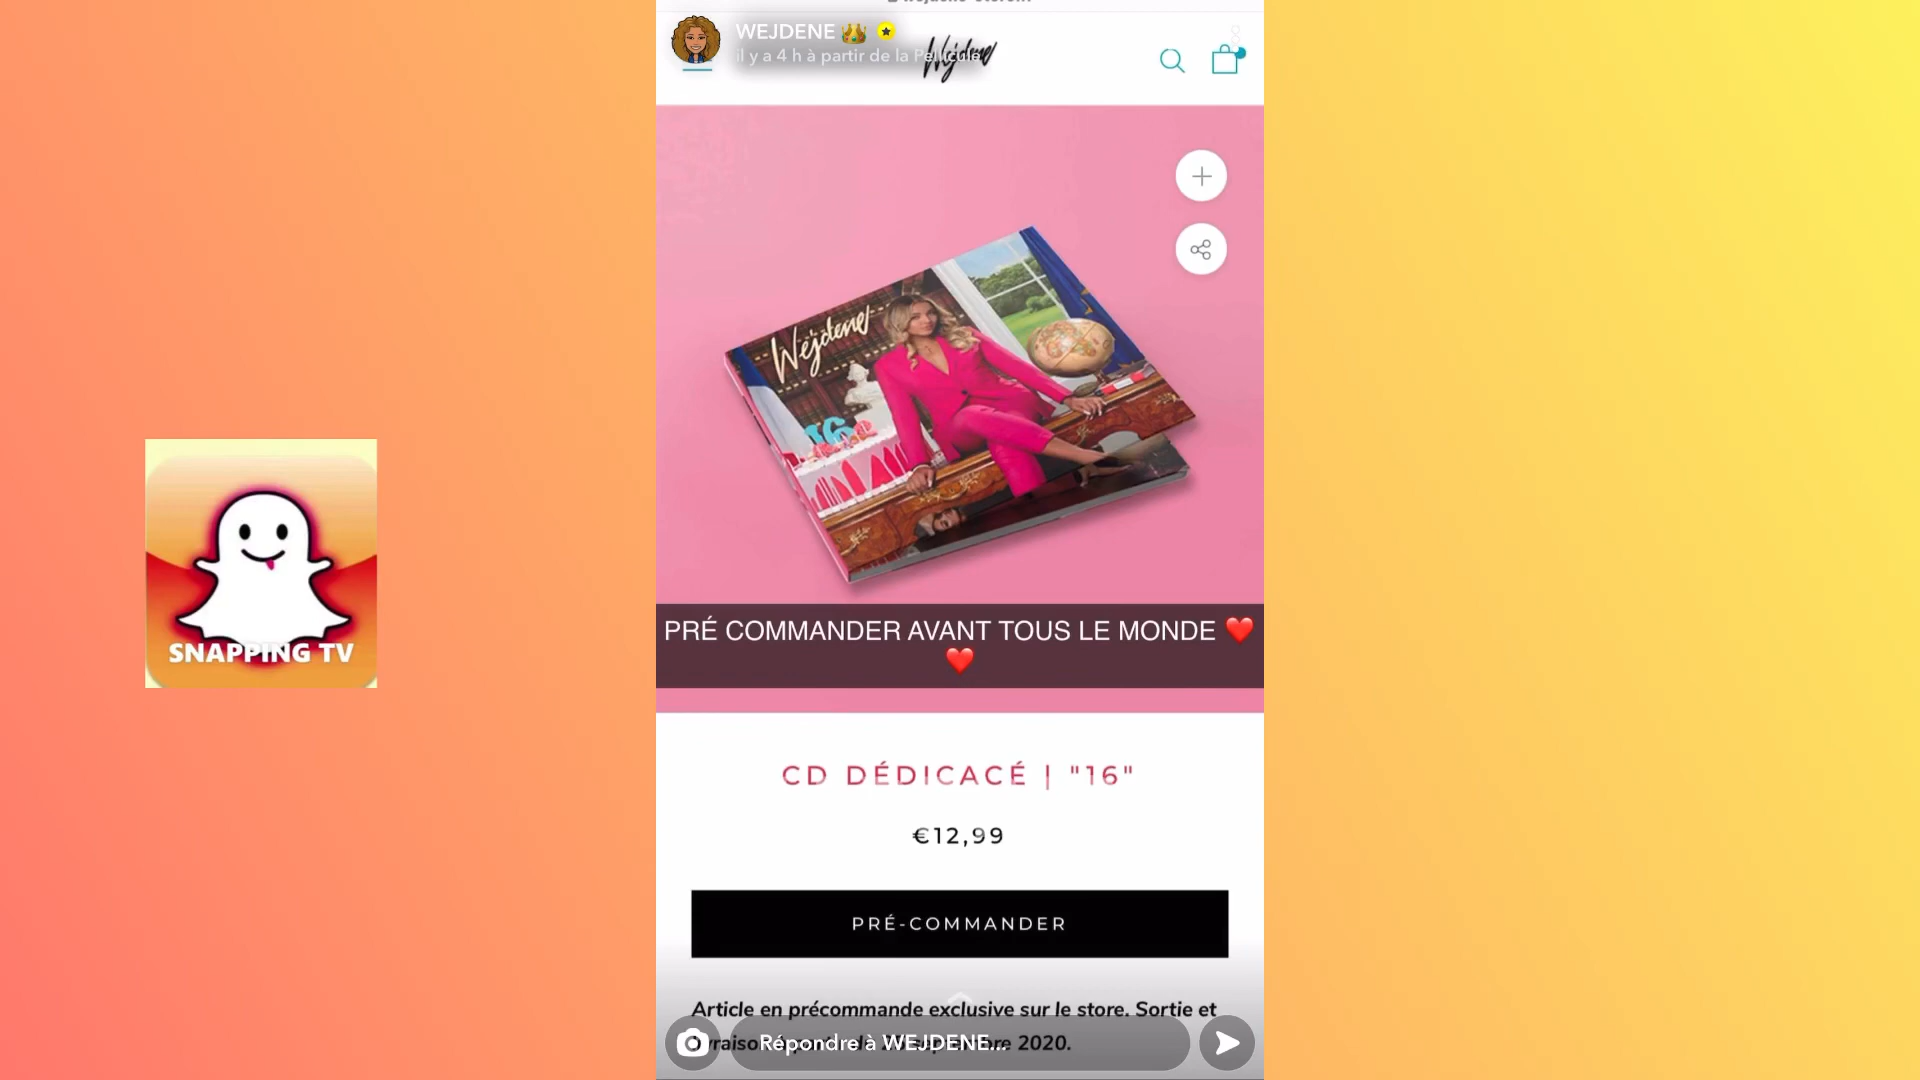 WEJDENE 👑
il y a 4 h à partir de la Pellicule
Wejdene
Wejdene
16
SNAPPING TV
PRÉ COMMANDER AVANT TOUS LE MONDE ❤️
❤️
CD DÉDICACÉ | "16"
€12,99
PRÉ-COMMANDER
Article en précommande exclusive sur le store. Sortie et
2020.
Répondre à WEJDENE...